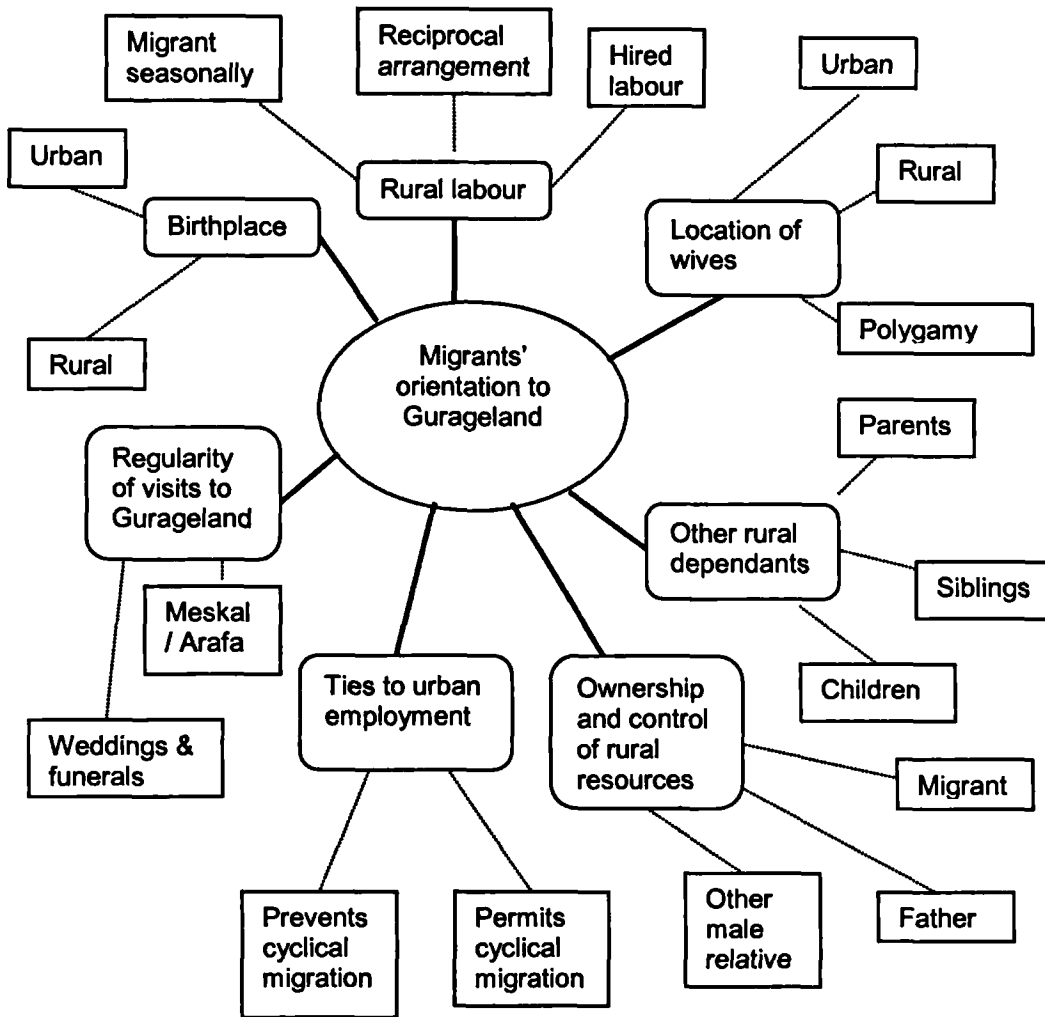 Migrant
seasonally
Reciprocal
arrangement
Hired
labour
Urban
Urban
Rural labour
Rural
Birthplace
Location of
wives
Rural
Polygamy
Migrants'
orientation to
Gurageland
Parents
Regularity
of visits to
Gurageland
Other rural
dependants
Siblings
Meskal
/ Arafa
Children
Ties to urban
employment
Ownership
and control
of rural
resources
Weddings &
funerals
Migrant
Prevents
cyclical
migration
Permits
cyclical
migration
Other
male
relative
Father